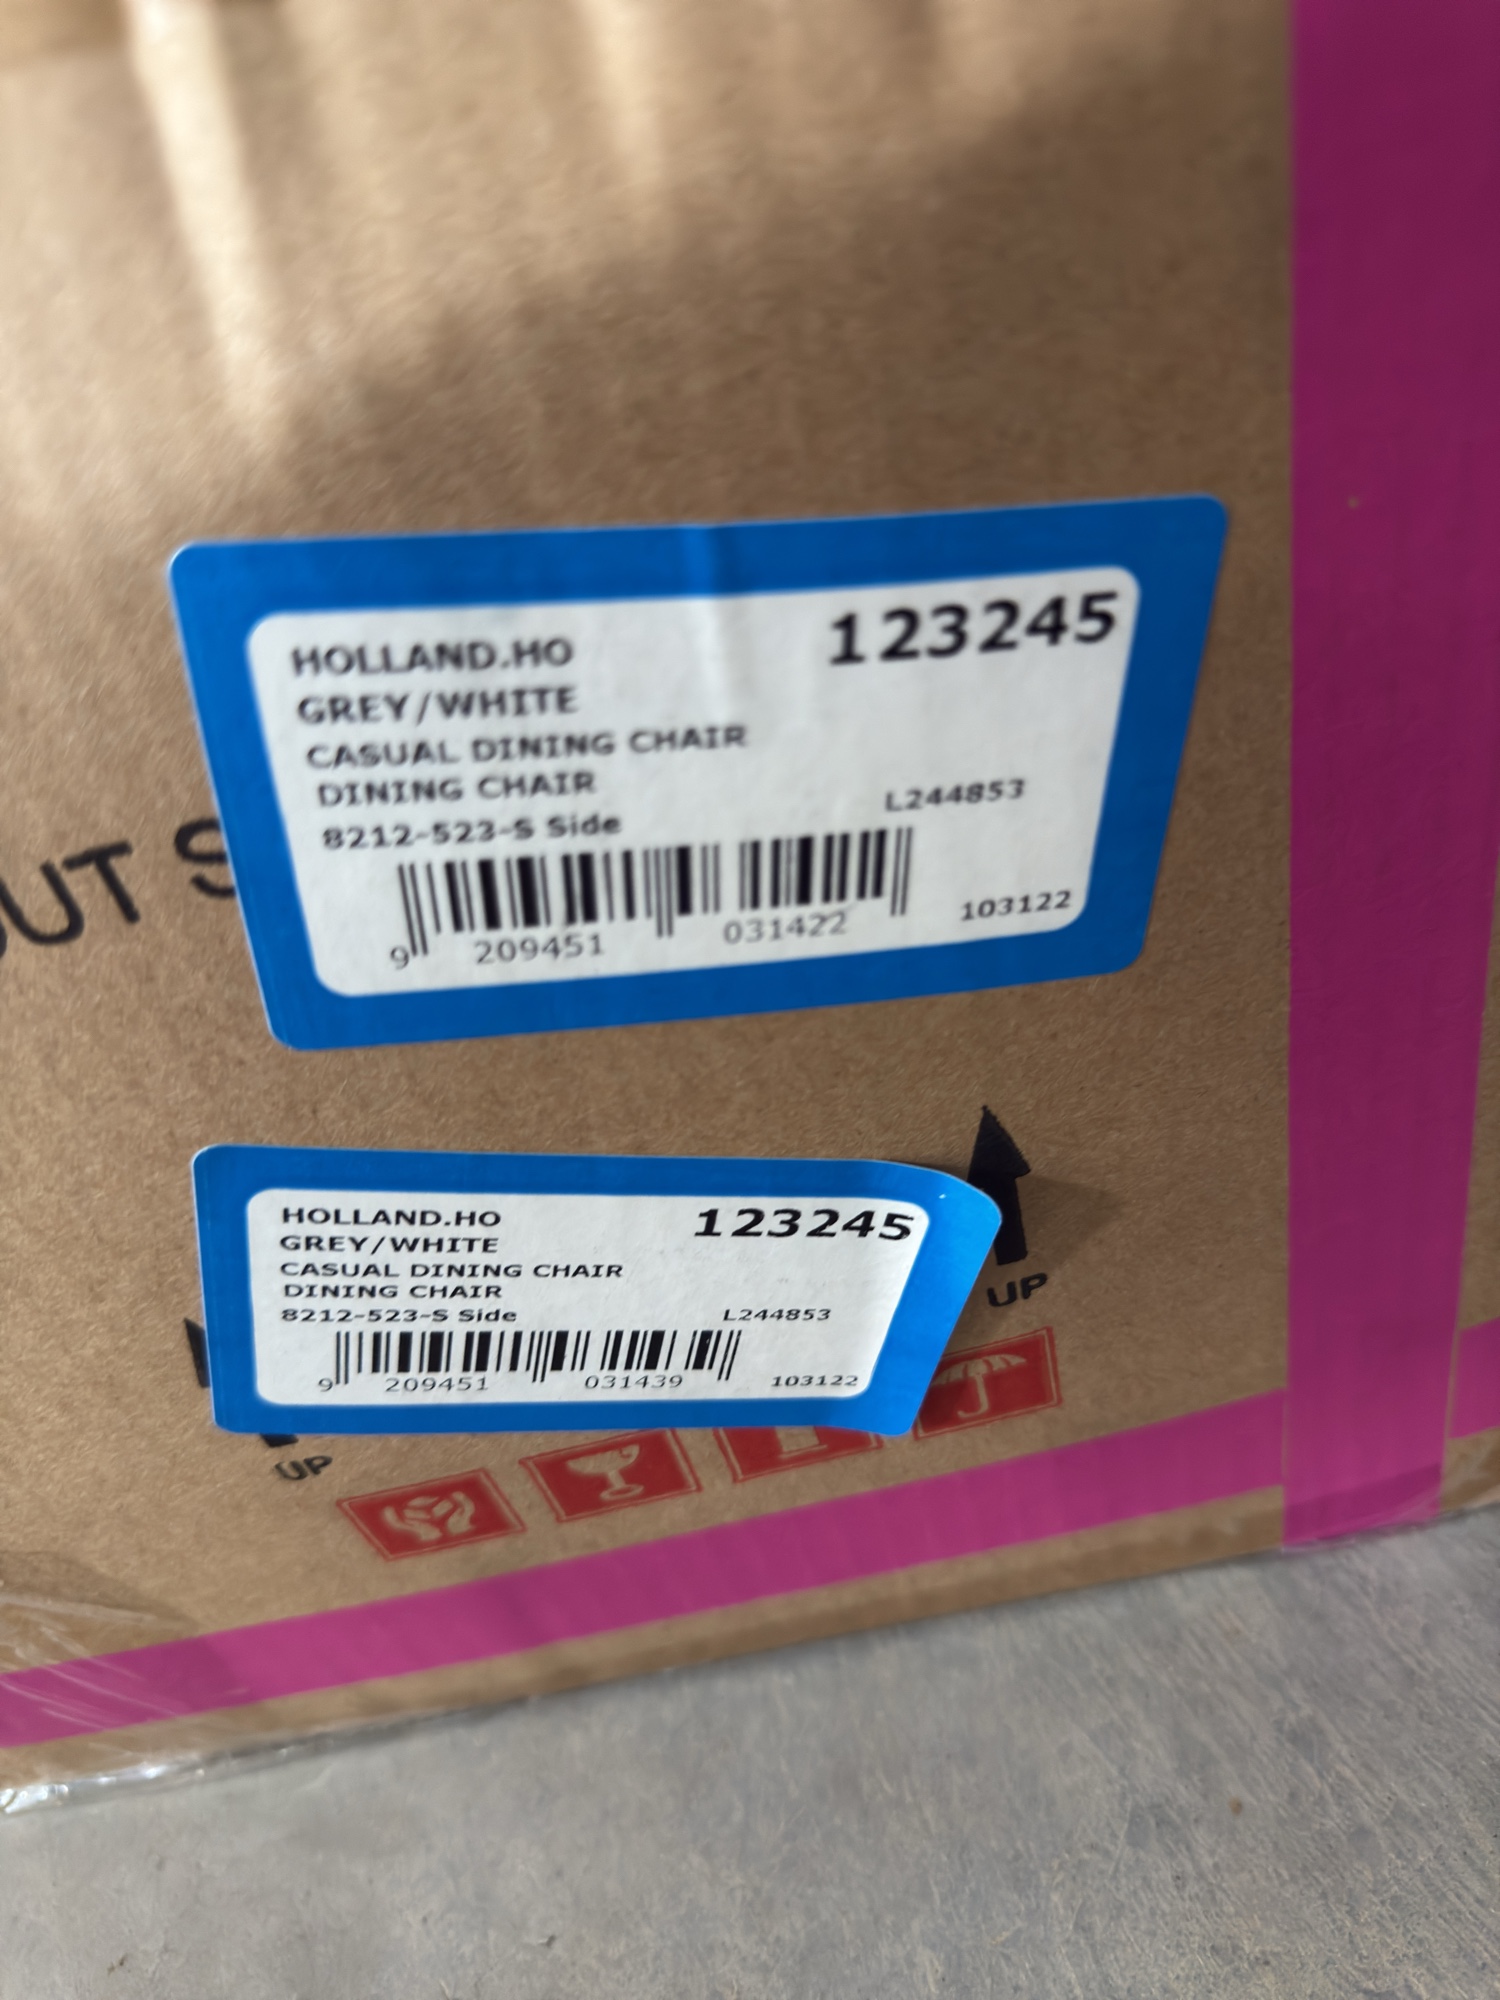 HOLLAND.HO
123245
GREY/WHITE
CASUAL DINING CHAIR
DINING CHAIR
L244853
8212-523-S Side
9 209451 031422
103122
UT S
HOLLAND.HO
123245
GREY/WHITE
CASUAL DINING CHAIR
DINING CHAIR
8212-523-S Side
L244853
9 209451 031439
103122
UP
UP